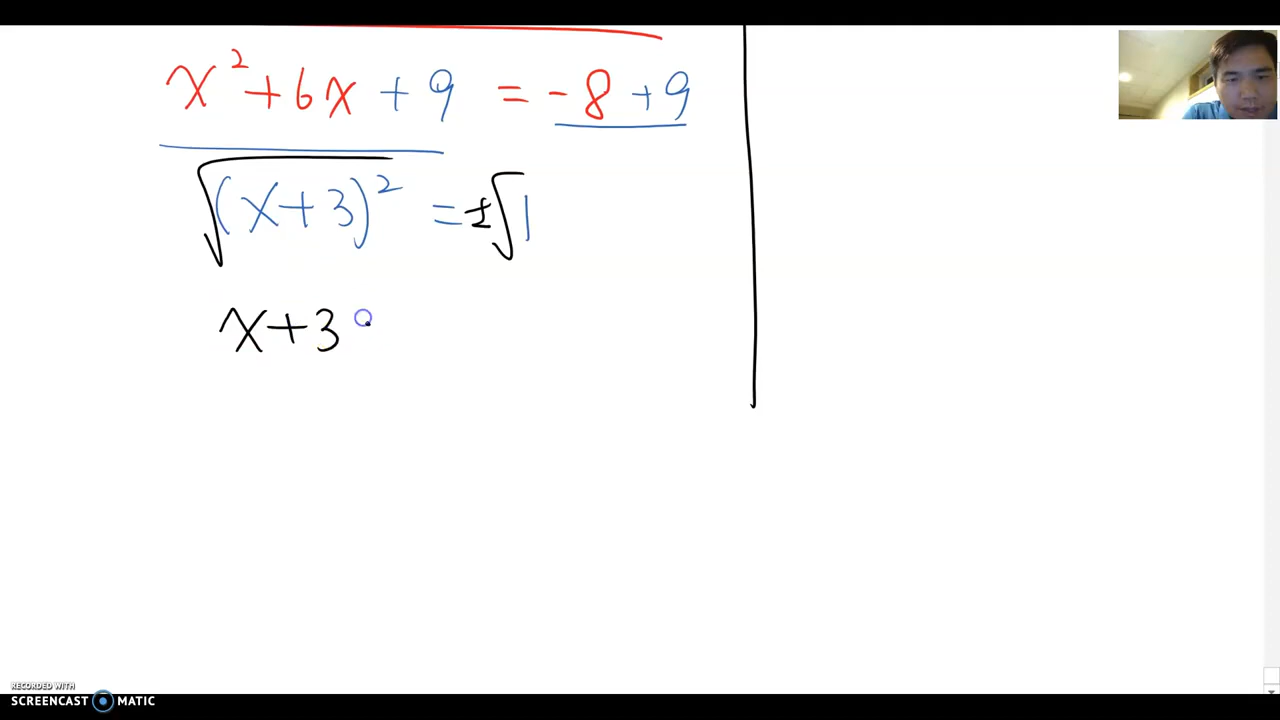 x² + 6x + 9 = -8 + 9
√(x+3)² = ±√1
x+3
RECORDED WITH
SCREENCAST MATIC